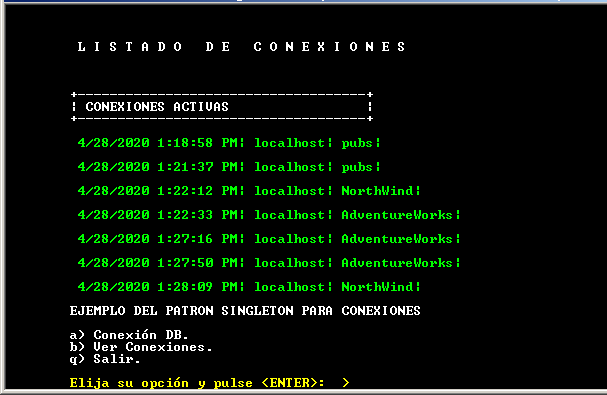 L I S T A D O   D E   C O N E X I O N E S
CONEXIONES ACTIVAS
4/28/2020 1:18:58 PM¦ localhost¦ pubs¦
4/28/2020 1:21:37 PM¦ localhost¦ pubs¦
4/28/2020 1:22:12 PM¦ localhost¦ NorthWind¦
4/28/2020 1:22:33 PM¦ localhost¦ AdventureWorks¦
4/28/2020 1:27:16 PM¦ localhost¦ AdventureWorks¦
4/28/2020 1:27:50 PM¦ localhost¦ AdventureWorks¦
4/28/2020 1:28:09 PM¦ localhost¦ NorthWind¦
EJEMPLO DEL PATRON SINGLETON PARA CONEXIONES
a) Conexión DB.
b) Ver Conexiones.
q) Salir.
Elija su opción y pulse <ENTER>:  >